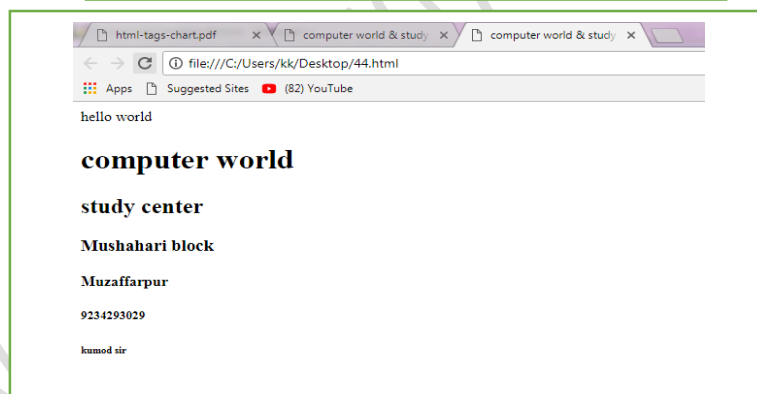 html-tags-chart.pdf computer world & study computer world & study
file:///C:/Users/kk/Desktop/44.html
Apps Suggested Sites (82) YouTube
hello world
computer world
study center
Mushahari block
Muzaffarpur
9234293029
kumod sir